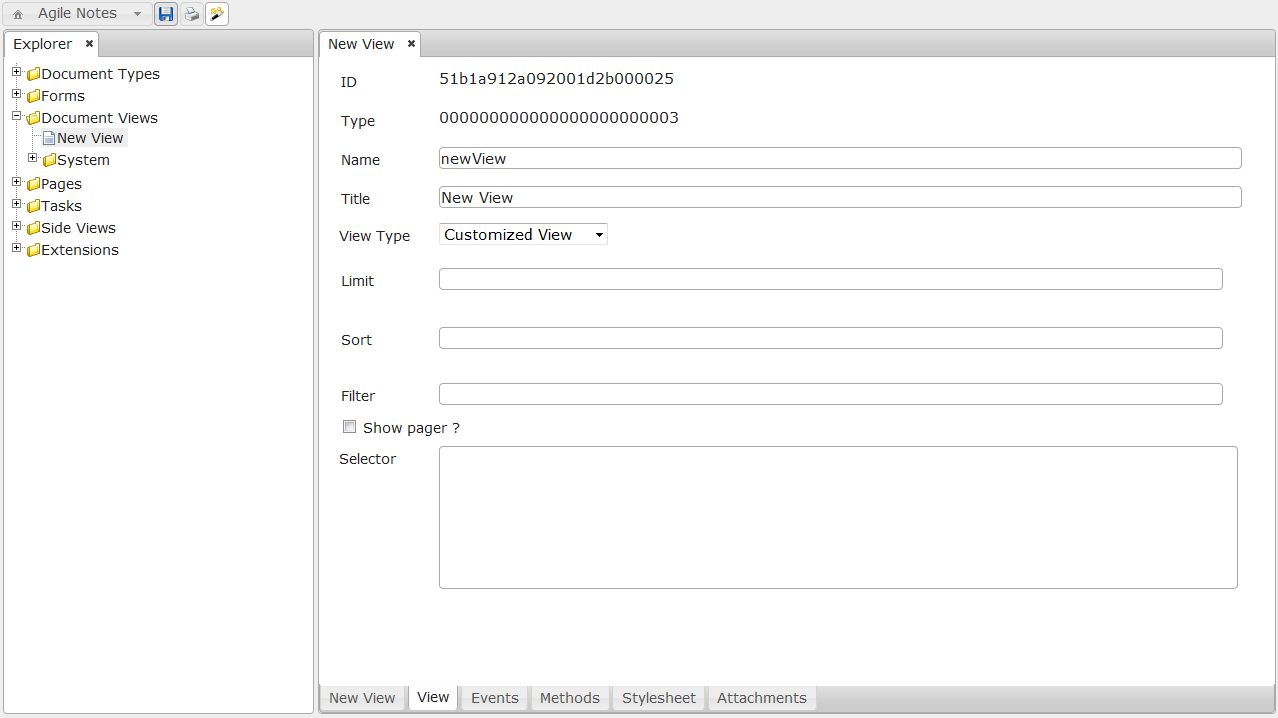 Agile Notes
Explorer
New View
Document Types
Forms
Document Views
New View
System
Pages
Tasks
Side Views
Extensions
ID 51b1a912a092001d2b000025
Type 000000000000000000000003
Name newView
Title New View
View Type Customized View
Limit
Sort
Filter
Show pager ?
Selector
New View View Events Methods Stylesheet Attachments